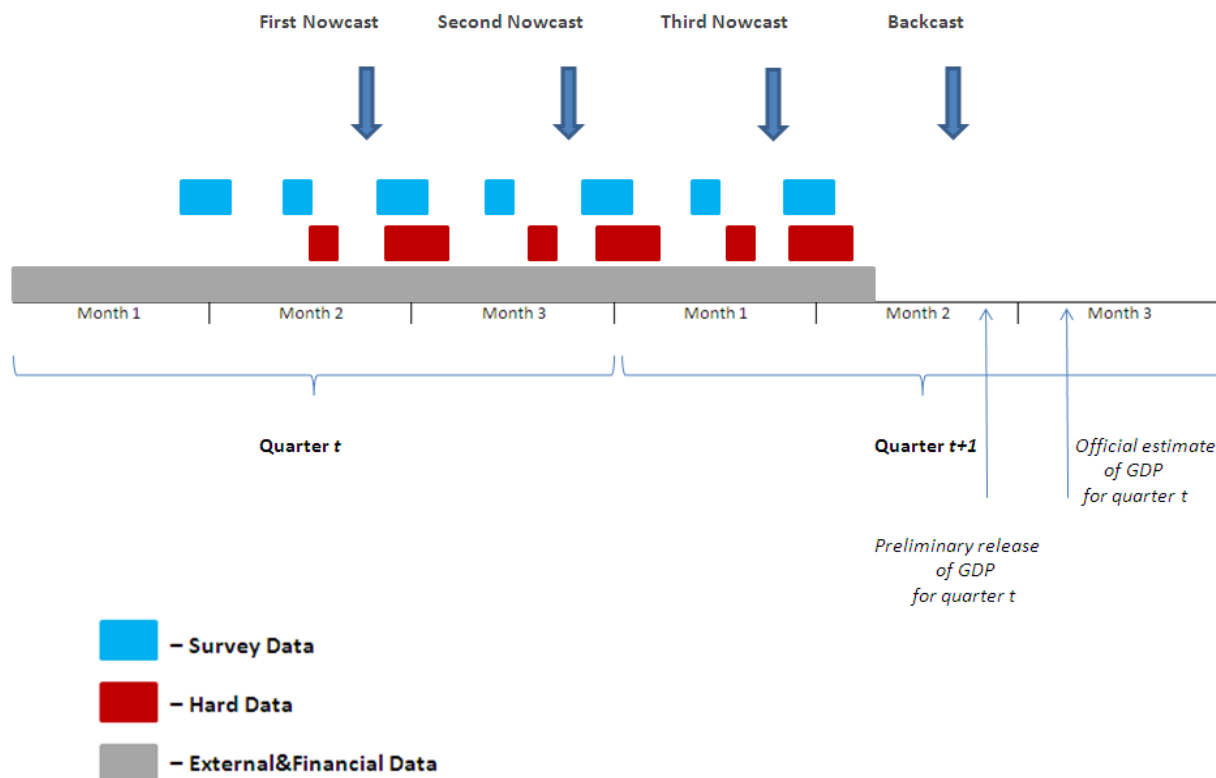 First Nowcast
Second Nowcast
Third Nowcast
Backcast
Month 1
Month 2
Month 3
Month 1
Month 2
Month 3
Quarter t
Quarter t+1
Official estimate
of GDP
for quarter t
Preliminary release
of GDP
for quarter t
– Survey Data
– Hard Data
– External&Financial Data